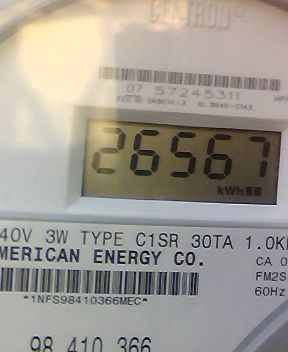 CELLTRON
07 57245311
26567
kWh
40V 3W TYPE C1SR 30TA 1.0K
MERICAN ENERGY CO.
CA 0
FM2S
*1NFS98410366MEC*
60Hz
98 410 366